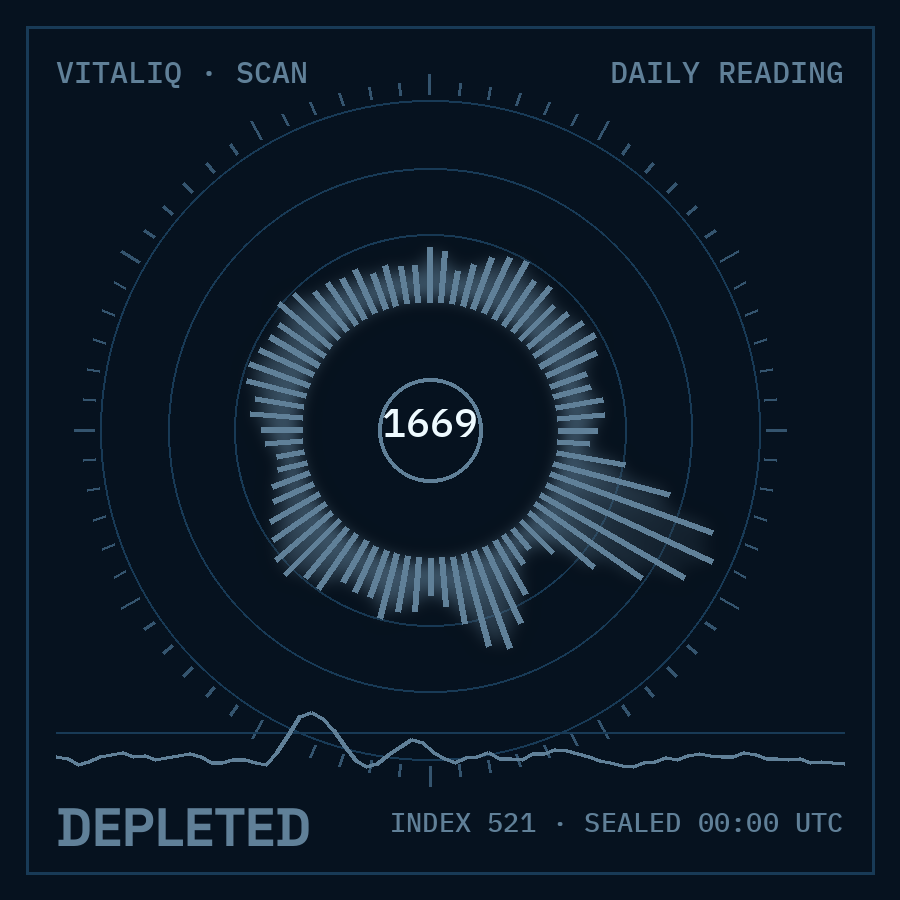 VITALIQ · SCAN
DAILY READING
1669
DEPLETED
INDEX 521 · SEALED 00:00 UTC